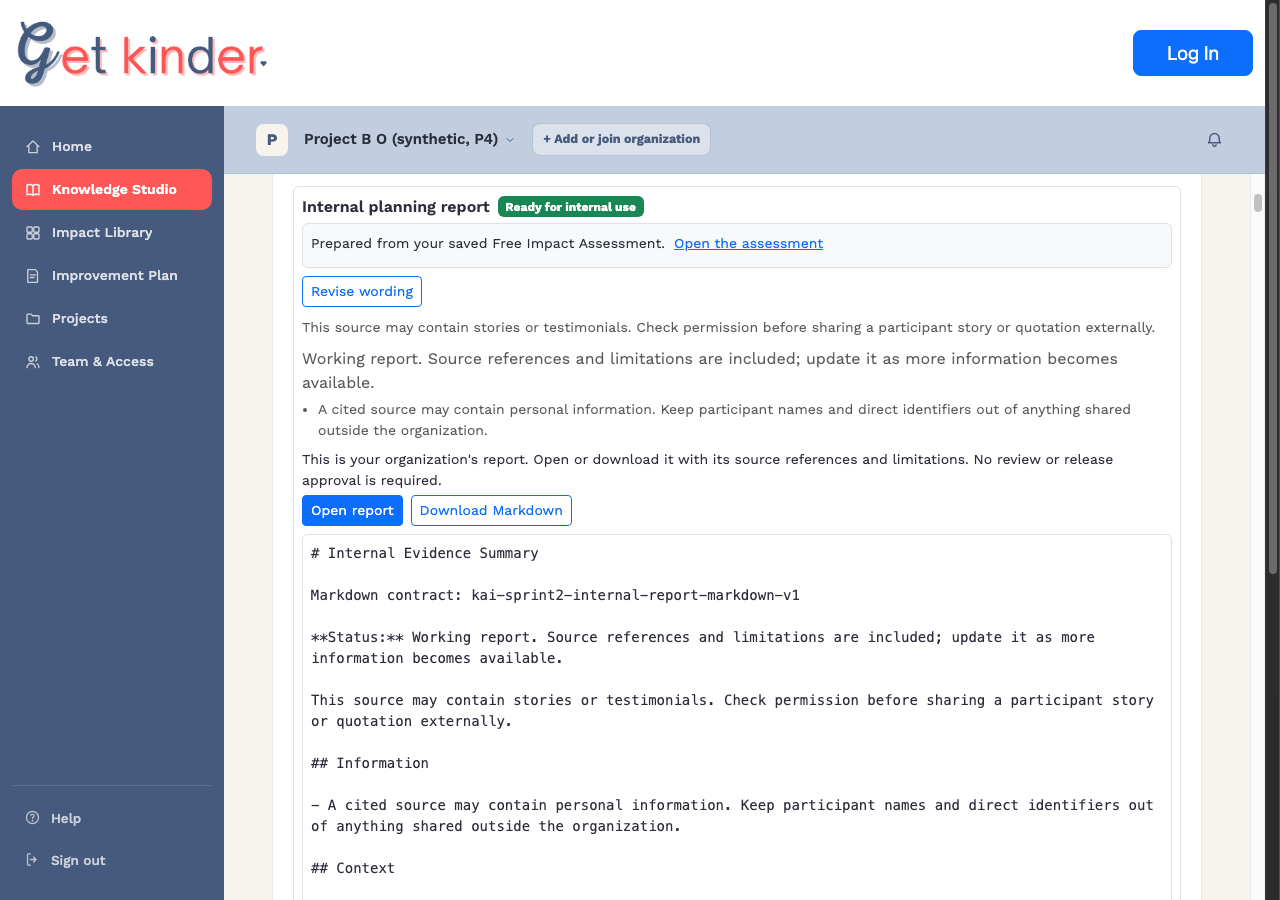 Get kinder
Log In
Home
Knowledge Studio
Impact Library
Improvement Plan
Projects
Team & Access
Help
Sign out
P
Project B O (synthetic, P4)
+ Add or join organization
Internal planning report
Ready for internal use
Prepared from your saved Free Impact Assessment. Open the assessment
Revise wording
This source may contain stories or testimonials. Check permission before sharing a participant story or quotation externally.
Working report. Source references and limitations are included; update it as more information becomes
available.
• A cited source may contain personal information. Keep participant names and direct identifiers out of anything shared
outside the organization.
This is your organization's report. Open or download it with its source references and limitations. No review or release
approval is required.
Open report
Download Markdown
# Internal Evidence Summary
Markdown contract: kai-sprint2-internal-report-markdown-v1
**Status:** Working report. Source references and limitations are included; update it as more
information becomes available.
This source may contain stories or testimonials. Check permission before sharing a participant story
or quotation externally.
## Information
- A cited source may contain personal information. Keep participant names and direct identifiers out
of anything shared outside the organization.
## Context